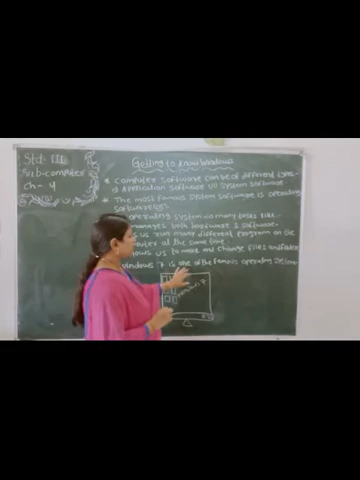 Std: III
Sub-computer
ch- 4
Getting to know Windows
* Computer software can be of different types-
i) Application software ii) System software
* The most famous system software is operating
software
operating system do many tasks like-
manages both hardware & software.
us run many different program on the
at the same time
us to make and change files and folder
windows 7 is one of the famous operating